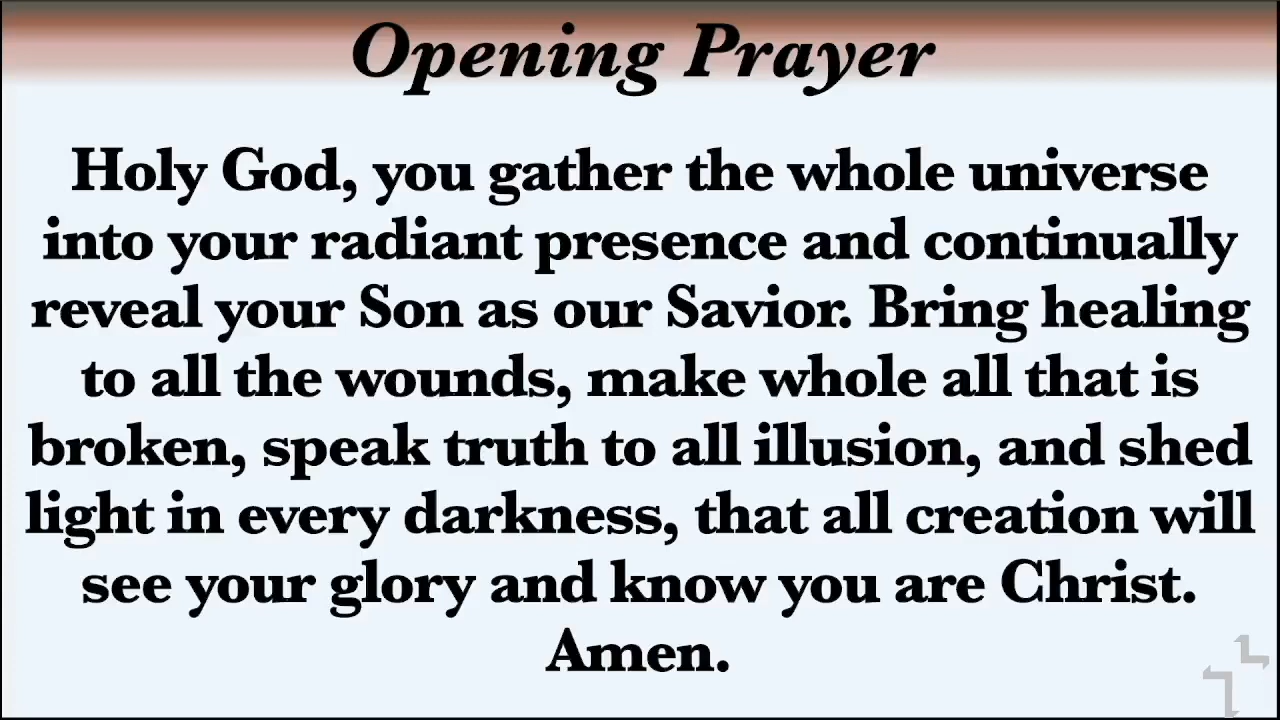 Opening Prayer
Holy God, you gather the whole universe
into your radiant presence and continually
reveal your Son as our Savior. Bring healing
to all the wounds, make whole all that is
broken, speak truth to all illusion, and shed
light in every darkness, that all creation will
see your glory and know you are Christ.
Amen.